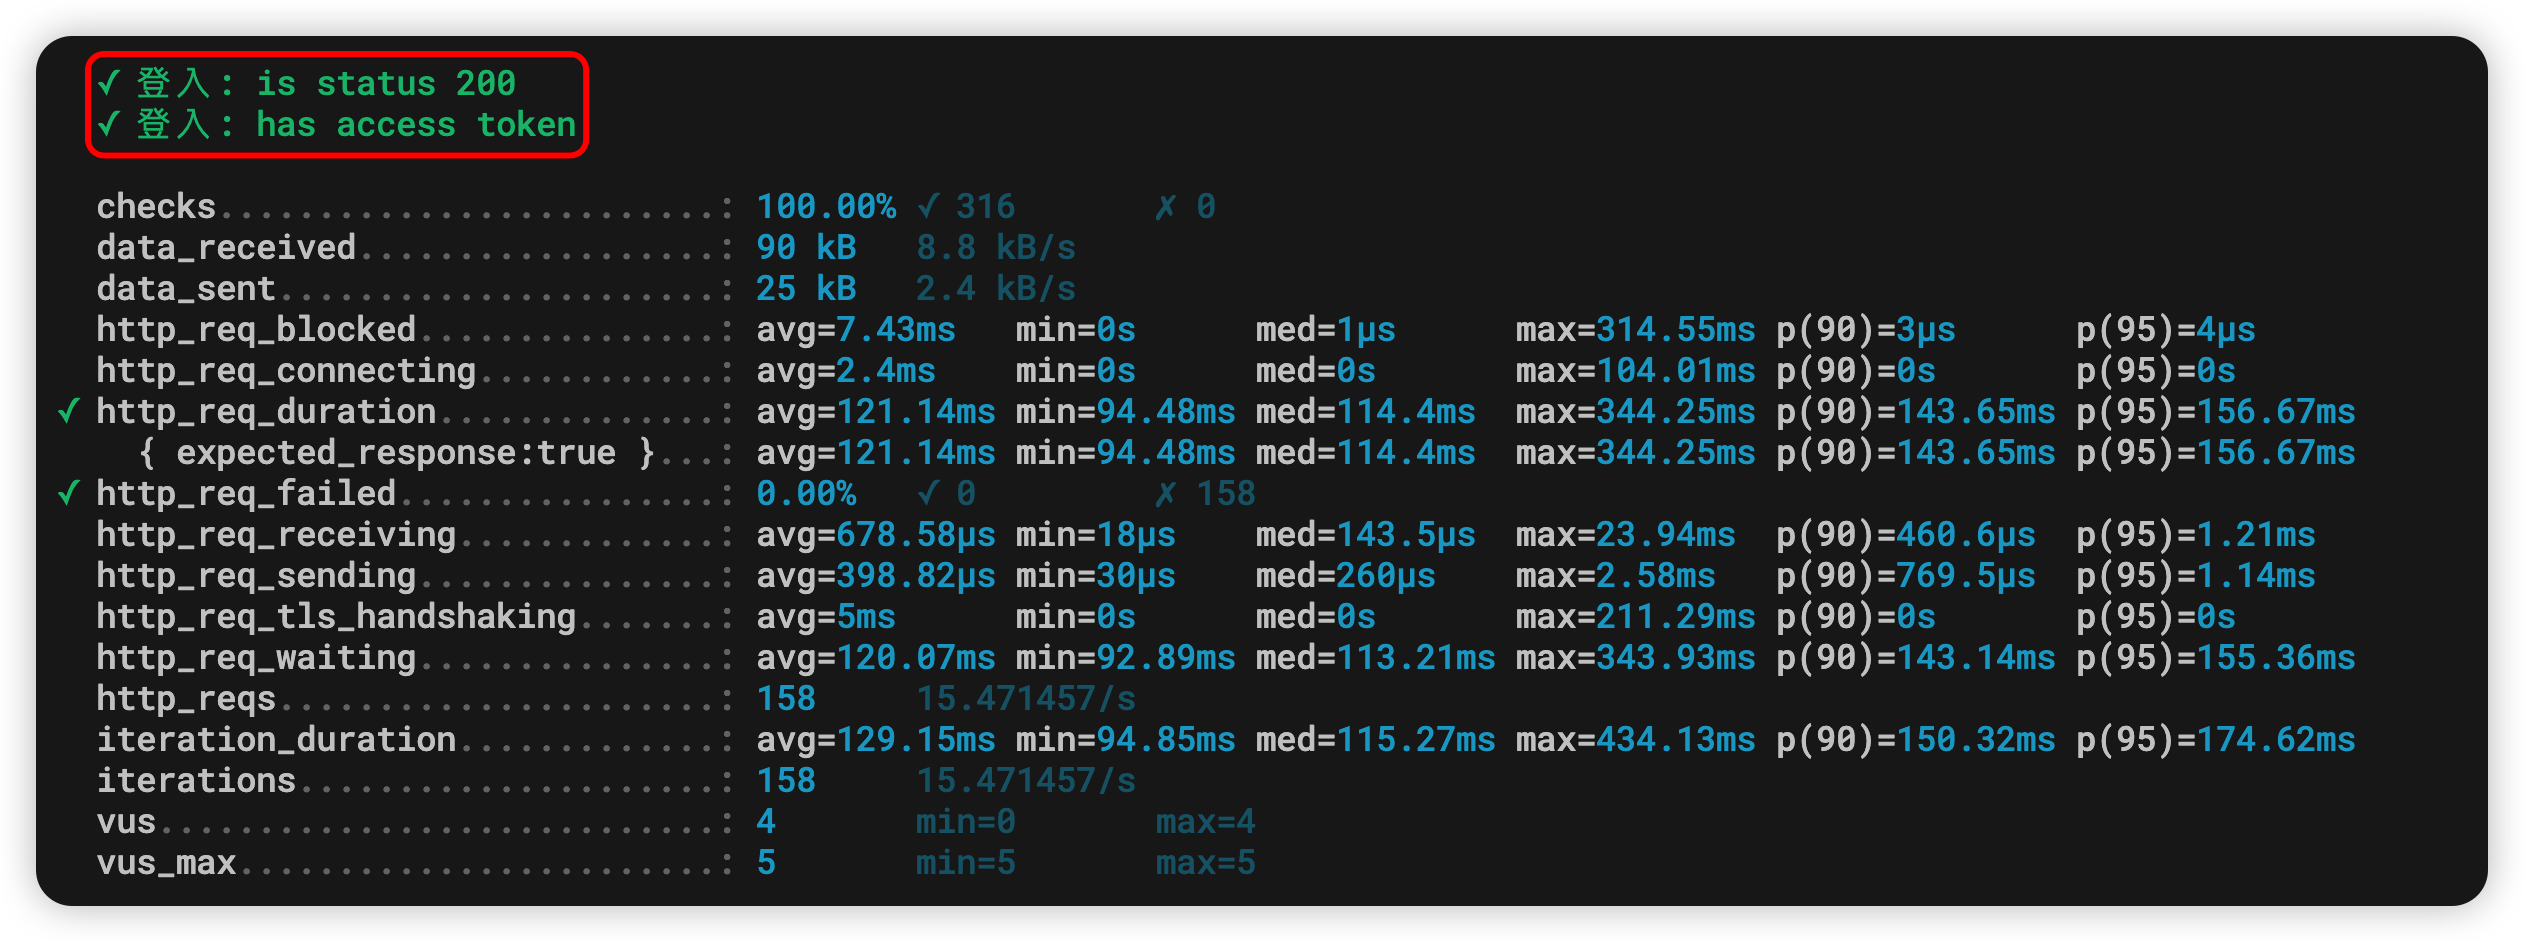 ✓ 登入: is status 200
✓ 登入: has access token
checks.........................: 100.00% ✓ 316 ✗ 0
data_received..................: 90 kB 8.8 kB/s
data_sent......................: 25 kB 2.4 kB/s
http_req_blocked...............: avg=7.43ms min=0s med=1µs max=314.55ms p(90)=3µs p(95)=4µs
http_req_connecting............: avg=2.4ms min=0s med=0s max=104.01ms p(90)=0s p(95)=0s
✓ http_req_duration..............: avg=121.14ms min=94.48ms med=114.4ms max=344.25ms p(90)=143.65ms p(95)=156.67ms
{ expected_response:true }...: avg=121.14ms min=94.48ms med=114.4ms max=344.25ms p(90)=143.65ms p(95)=156.67ms
✓ http_req_failed................: 0.00% ✓ 0 ✗ 158
http_req_receiving.............: avg=678.58µs min=18µs med=143.5µs max=23.94ms p(90)=460.6µs p(95)=1.21ms
http_req_sending...............: avg=398.82µs min=30µs med=260µs max=2.58ms p(90)=769.5µs p(95)=1.14ms
http_req_tls_handshaking.......: avg=5ms min=0s med=0s max=211.29ms p(90)=0s p(95)=0s
http_req_waiting...............: avg=120.07ms min=92.89ms med=113.21ms max=343.93ms p(90)=143.14ms p(95)=155.36ms
http_reqs......................: 158 15.471457/s
iteration_duration.............: avg=129.15ms min=94.85ms med=115.27ms max=434.13ms p(90)=150.32ms p(95)=174.62ms
iterations.....................: 158 15.471457/s
vus............................: 4 min=0 max=4
vus_max........................: 5 min=5 max=5